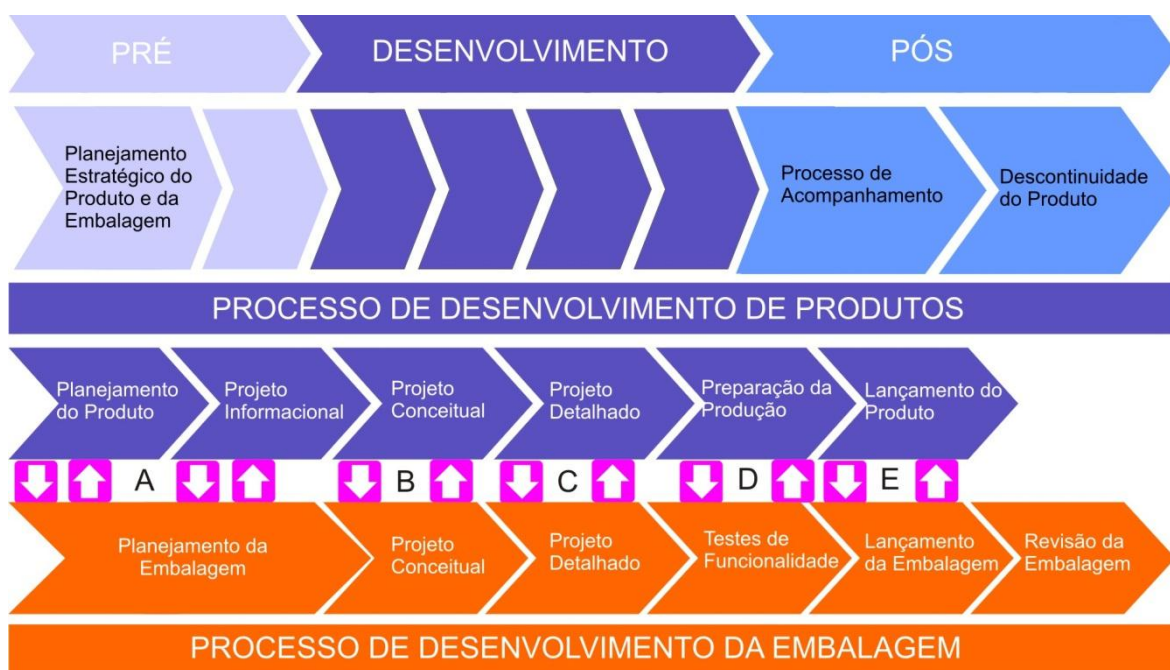 PRÉ
DESENVOLVIMENTO
PÓS
Planejamento
Estratégico do
Produto e da
Embalagem
Processo de
Acompanhamento
Descontinuidade
do Produto
PROCESSO DE DESENVOLVIMENTO DE PRODUTOS
Planejamento
do Produto
Projeto
Informacional
Projeto
Conceitual
Projeto
Detalhado
Preparação da
Produção
Lançamento do
Produto
A
B
C
D
E
Planejamento da
Embalagem
Projeto
Conceitual
Projeto
Detalhado
Testes de
Funcionalidade
Lançamento
da Embalagem
Revisão da
Embalagem
PROCESSO DE DESENVOLVIMENTO DA EMBALAGEM